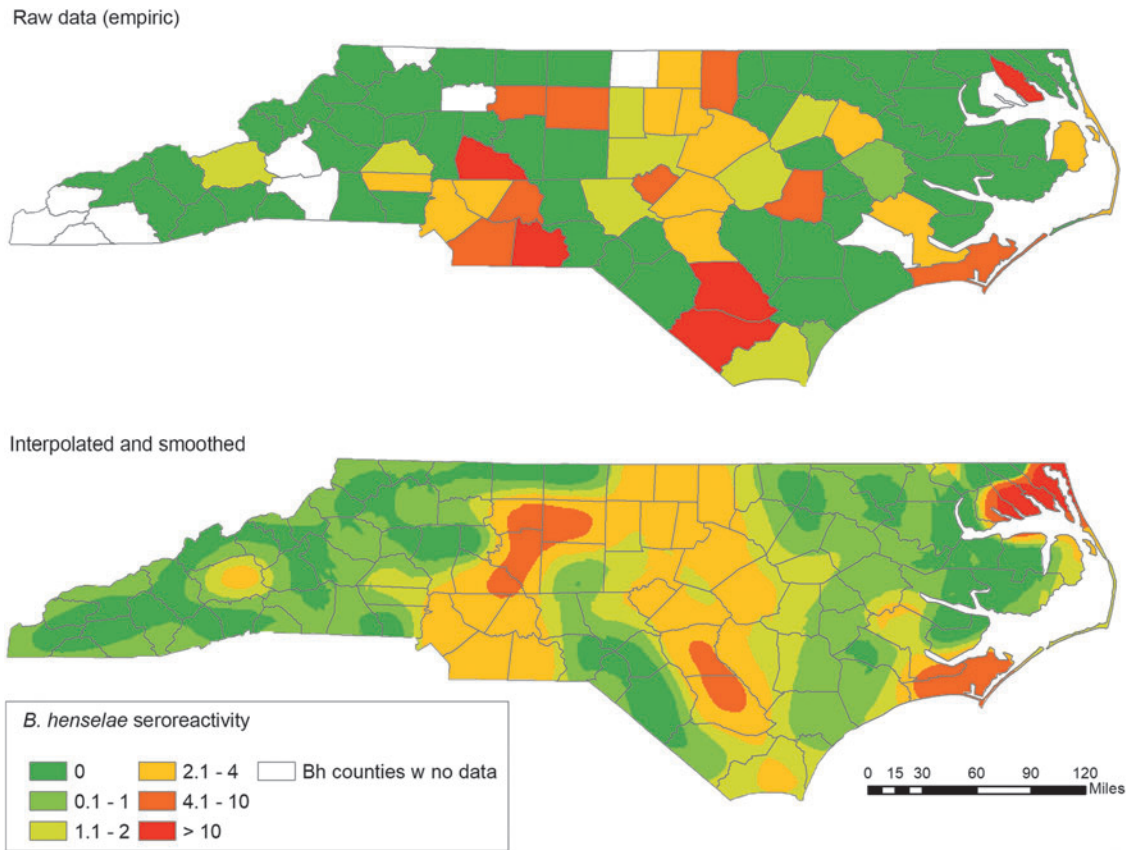 Raw data (empiric)
Interpolated and smoothed
B. henselae seroreactivity
0
2.1 - 4
Bh counties w no data
0.1 - 1
4.1 - 10
1.1 - 2
> 10
0 15 30 60 90 120
Miles